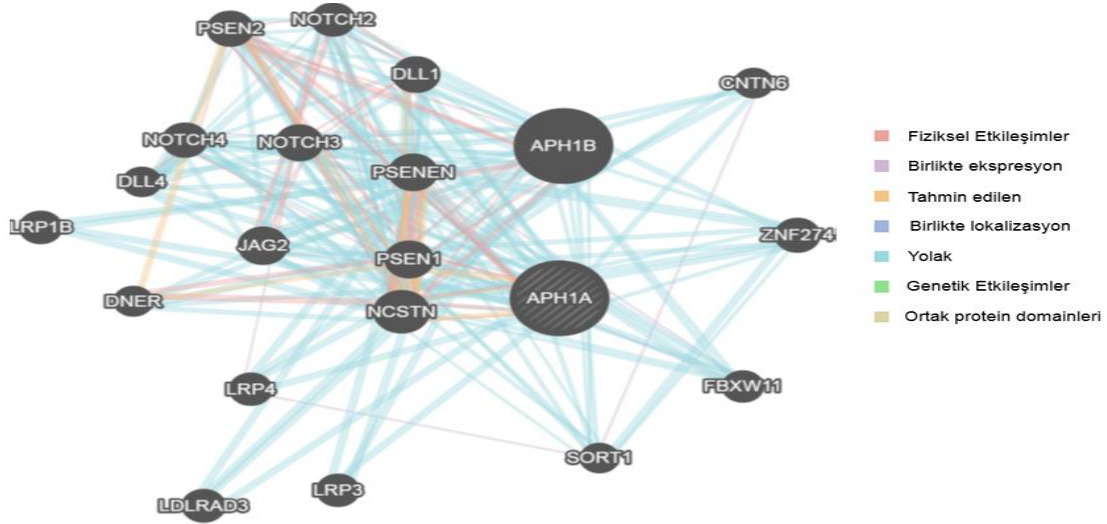 NOTCH2
PSEN2
DLL1
CNTN6
NOTCH4
NOTCH3
APH1B
PSENEN
DLL4
LRP1B
JAG2
ZNF274
PSEN1
DNER
APH1A
NCSTN
LRP4
FBXW11
SORT1
LDLRAD3
LRP3
Fiziksel Etkileşimler
Birlikte ekspresyon
Tahmin edilen
Birlikte lokalizasyon
Yolak
Genetik Etkileşimler
Ortak protein domainleri